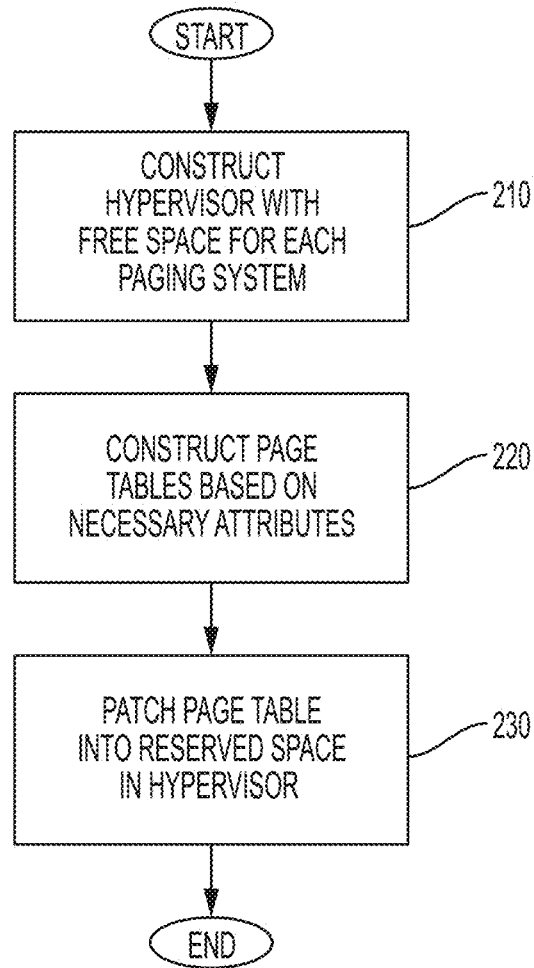 START
CONSTRUCT
HYPERVISOR WITH
FREE SPACE FOR EACH
PAGING SYSTEM
210
CONSTRUCT PAGE
TABLES BASED ON
NECESSARY ATTRIBUTES
220
PATCH PAGE TABLE
INTO RESERVED SPACE
IN HYPERVISOR
230
END